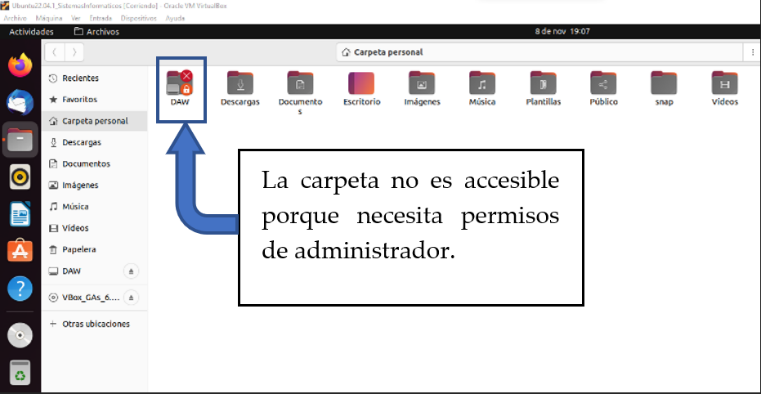 Ubuntu22.04.1_SistemasInformaticos [Corriendo] - Oracle VM VirtualBox
Archivo Máquina Ver Entrada Dispositivos Ayuda
Actividades Archivos 8 de nov 19:07
Carpeta personal
Recientes
Favoritos
Carpeta personal
Descargas
Documentos
Imágenes
Música
Vídeos
Papelera
DAW
VBox_GAs_6....
Otras ubicaciones
DAW Descargas Documento Escritorio Imágenes Música Plantillas Público snap Vídeos
s
La carpeta no es accesible
porque necesita permisos
de administrador.